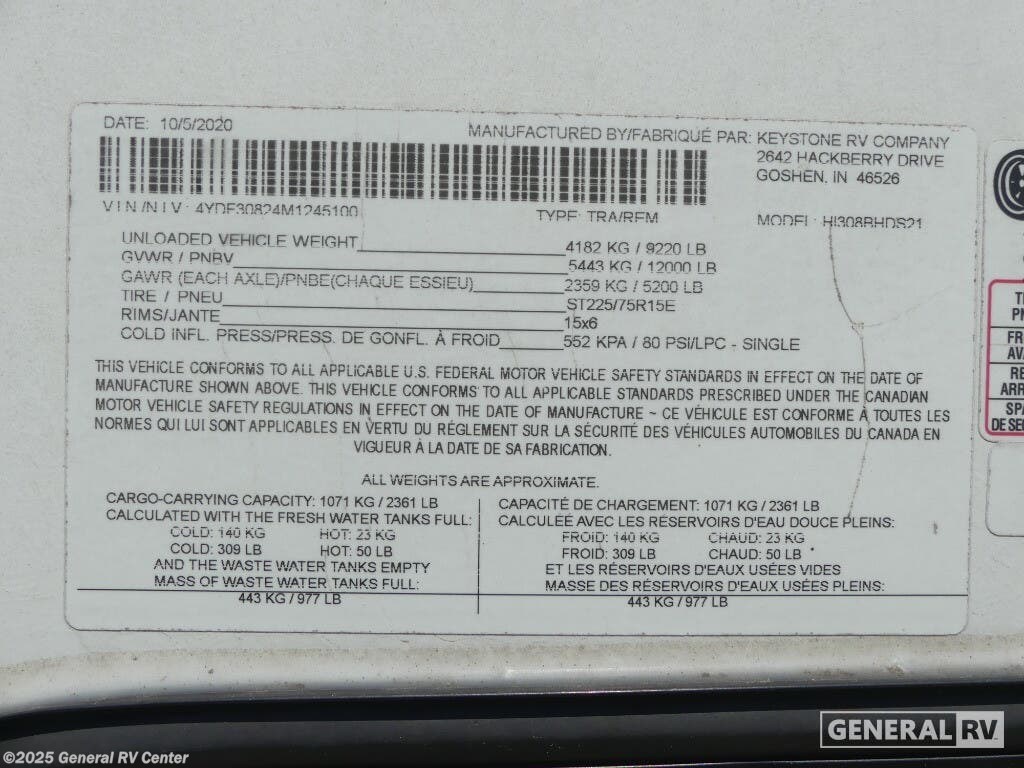 DATE: 10/5/2020
MANUFACTURED BY/FABRIQUÉ PAR: KEYSTONE RV COMPANY
2642 HACKBERRY DRIVE
GOSHEN, IN 46526
VIN/NIV: 4YDF30824M1245100 TYPE: TRA/REM MODEL: HI308BHDS21
UNLOADED VEHICLE WEIGHT 4182 KG / 9220 LB
GVWR / PNBV 5443 KG / 12000 LB
GAWR (EACH AXLE)/PNBE(CHAQUE ESSIEU) 2359 KG / 5200 LB
TIRE / PNEU ST225/75R15E
RIMS/JANTE 15x6
COLD INFL. PRESS/PRESS. DE GONFL. À FROID 552 KPA / 80 PSI/LPC - SINGLE
THIS VEHICLE CONFORMS TO ALL APPLICABLE U.S. FEDERAL MOTOR VEHICLE SAFETY STANDARDS IN EFFECT ON THE DATE OF
MANUFACTURE SHOWN ABOVE. THIS VEHICLE CONFORMS TO ALL APPLICABLE STANDARDS PRESCRIBED UNDER THE CANADIAN
MOTOR VEHICLE SAFETY REGULATIONS IN EFFECT ON THE DATE OF MANUFACTURE ~ CE VÉHICULE EST CONFORME À TOUTES LES
NORMES QUI LUI SONT APPLICABLES EN VERTU DU RÉGLEMENT SUR LA SÉCURITÉ DES VÉHICULES AUTOMOBILES DU CANADA EN
VIGUEUR À LA DATE DE SA FABRICATION.
ALL WEIGHTS ARE APPROXIMATE.
CARGO-CARRYING CAPACITY: 1071 KG / 2361 LB
CALCULATED WITH THE FRESH WATER TANKS FULL:
COLD: 140 KG HOT: 23 KG
COLD: 309 LB HOT: 50 LB
AND THE WASTE WATER TANKS EMPTY
MASS OF WASTE WATER TANKS FULL:
443 KG / 977 LB
CAPACITÉ DE CHARGEMENT: 1071 KG / 2361 LB
CALCULÉE AVEC LES RÉSERVOIRS D'EAU DOUCE PLEINS:
FROID: 140 KG CHAUD: 23 KG
FROID: 309 LB CHAUD: 50 LB
ET LES RÉSERVOIRS D'EAUX USÉES VIDES
MASSE DES RÉSERVOIRS D'EAUX USÉES PLEINS:
443 KG / 977 LB
GENERAL RV
©2025 General RV Center